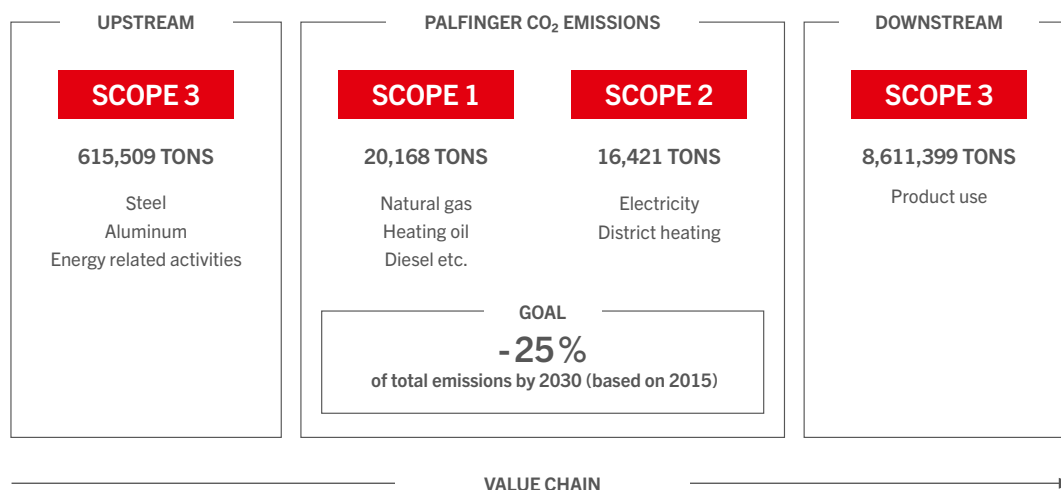 UPSTREAM
SCOPE 3
615,509 TONS
Steel
Aluminum
Energy related activities
PALFINGER CO₂ EMISSIONS
SCOPE 1
20,168 TONS
Natural gas
Heating oil
Diesel etc.
SCOPE 2
16,421 TONS
Electricity
District heating
GOAL
-25%
of total emissions by 2030 (based on 2015)
DOWNSTREAM
SCOPE 3
8,611,399 TONS
Product use
VALUE CHAIN